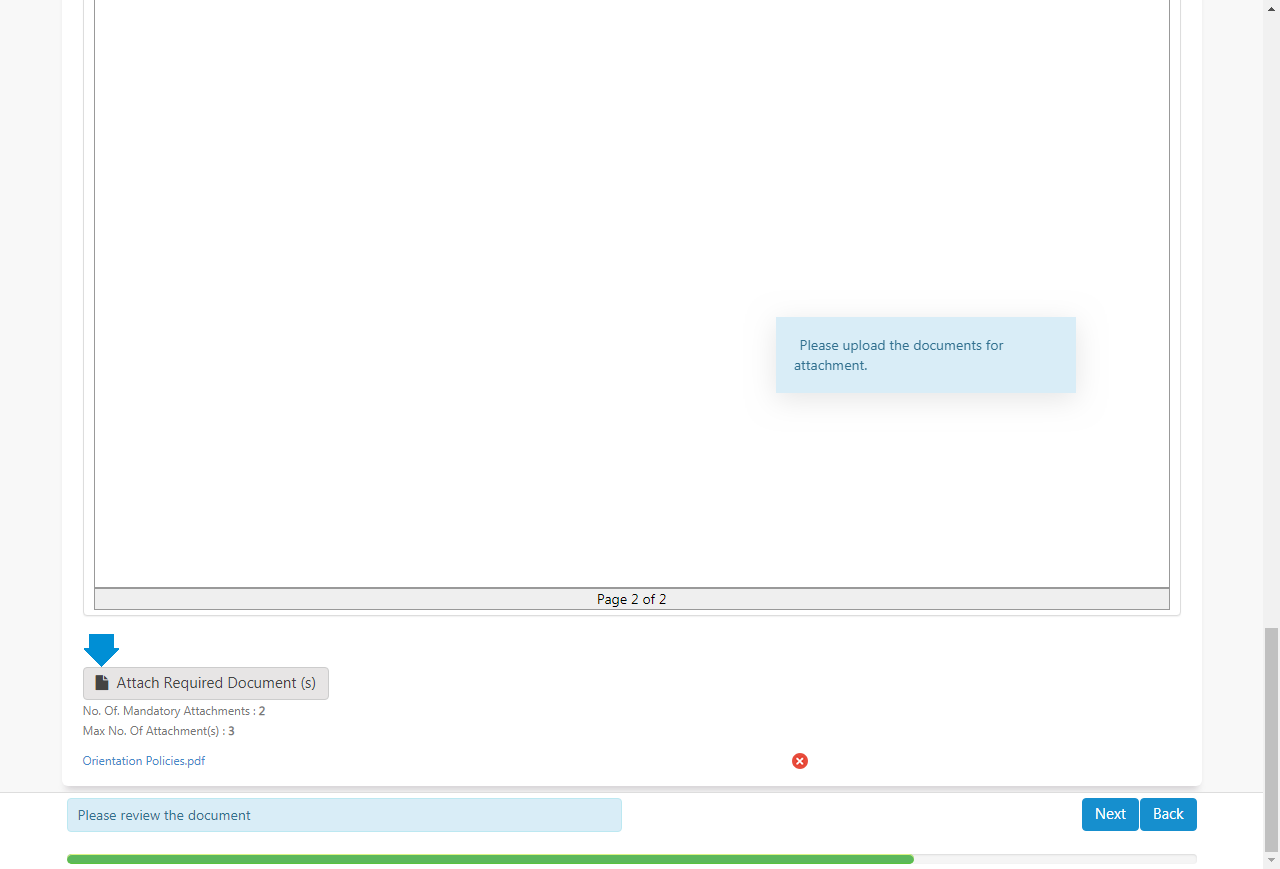 Please upload the documents for
attachment.
Page 2 of 2
Attach Required Document (s)
No. Of. Mandatory Attachments : 2
Max No. Of Attachment(s) : 3
Orientation Policies.pdf
Please review the document
Next
Back